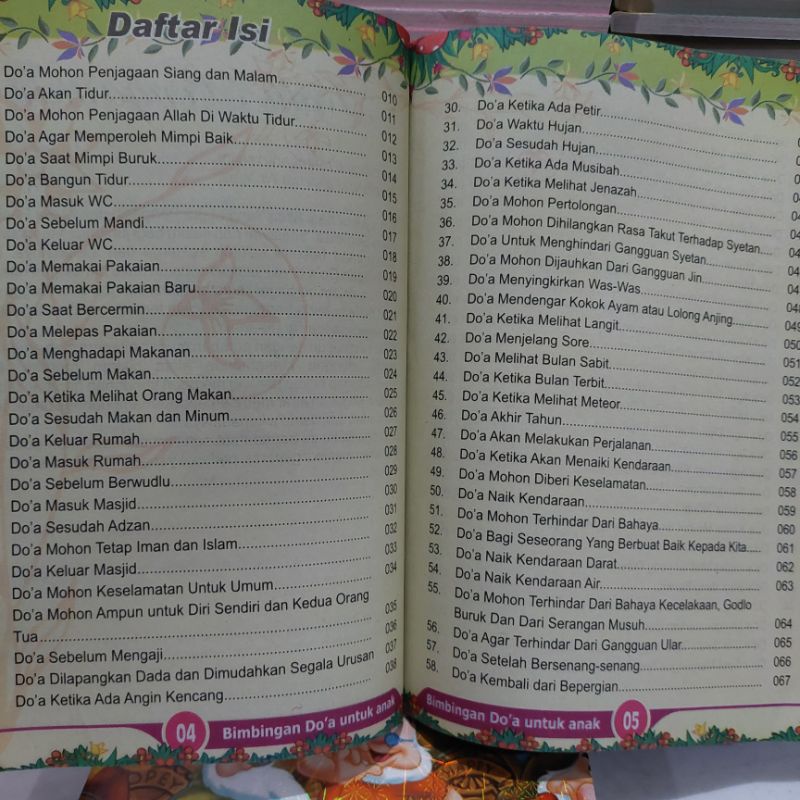 Daftar Isi
Do'a Mohon Penjagaan Siang dan Malam 010
Do'a Akan Tidur 011
Do'a Mohon Penjagaan Allah Di Waktu Tidur 012
Do'a Agar Memperoleh Mimpi Baik 013
Do'a Saat Mimpi Buruk 014
Do'a Bangun Tidur 015
Do'a Masuk WC 016
Do'a Sebelum Mandi 017
Do'a Keluar WC 018
Do'a Memakai Pakaian 019
Do'a Memakai Pakaian Baru 020
Do'a Saat Bercermin 021
Do'a Melepas Pakaian 022
Do'a Menghadapi Makanan 023
Do'a Sebelum Makan 024
Do'a Ketika Melihat Orang Makan 025
Do'a Sesudah Makan dan Minum 026
Do'a Keluar Rumah 027
Do'a Masuk Rumah 028
Do'a Sebelum Berwudlu 029
Do'a Masuk Masjid 030
Do'a Sesudah Adzan 031
Do'a Mohon Tetap Iman dan Islam 032
Do'a Keluar Masjid 033
Do'a Mohon Keselamatan Untuk Umum 034
Do'a Mohon Ampun untuk Diri Sendiri dan Kedua Orang
Tua 035
Do'a Sebelum Mengaji 036
Do'a Dilapangkan Dada dan Dimudahkan Segala Urusan 037
Do'a Ketika Ada Angin Kencang 038
04 Bimbingan Do'a untuk anak
30. Do'a Ketika Ada Petir
31. Do'a Waktu Hujan
32. Do'a Sesudah Hujan
33. Do'a Ketika Ada Musibah
34. Do'a Ketika Melihat Jenazah
35. Do'a Mohon Pertolongan
36. Do'a Mohon Dihilangkan Rasa Takut Terhadap Syetan
37. Do'a Untuk Menghindari Gangguan Syetan
38. Do'a Mohon Dijauhkan Dari Gangguan Jin
39. Do'a Menyingkirkan Was-Was 048
40. Do'a Mendengar Kokok Ayam atau Lolong Anjing 049
41. Do'a Ketika Melihat Langit 050
42. Do'a Menjelang Sore 051
43. Do'a Melihat Bulan Sabit 052
44. Do'a Ketika Bulan Terbit 053
45. Do'a Ketika Melihat Meteor 054
46. Do'a Akhir Tahun 055
47. Do'a Akan Melakukan Perjalanan 056
48. Do'a Ketika Akan Menaiki Kendaraan 057
49. Do'a Mohon Diberi Keselamatan 058
50. Do'a Naik Kendaraan 059
51. Do'a Mohon Terhindar Dari Bahaya 060
52. Do'a Bagi Seseorang Yang Berbuat Baik Kepada Kita 061
53. Do'a Naik Kendaraan Darat 062
54. Do'a Naik Kendaraan Air 063
55. Do'a Mohon Terhindar Dari Bahaya Kecelakaan, Godlo
Buruk Dan Dari Serangan Musuh 064
56. Do'a Agar Terhindar Dari Gangguan Ular 065
57. Do'a Setelah Bersenang-senang 066
58. Do'a Kembali dari Bepergian 067
Bimbingan Do'a untuk anak 05